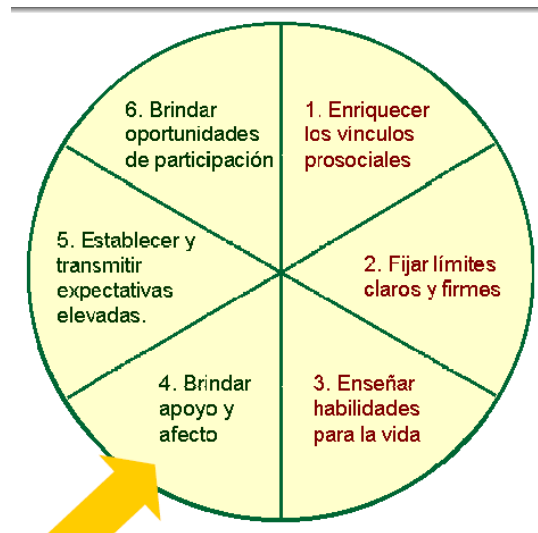 1. Enriquecer
los vinculos
prosociales
2. Fijar límites
claros y firmes
3. Enseñar
habilidades
para la vida
4. Brindar
apoyo y
afecto
5. Establecer y
transmitir
expectativas
elevadas.
6. Brindar
oportunidades
de participación